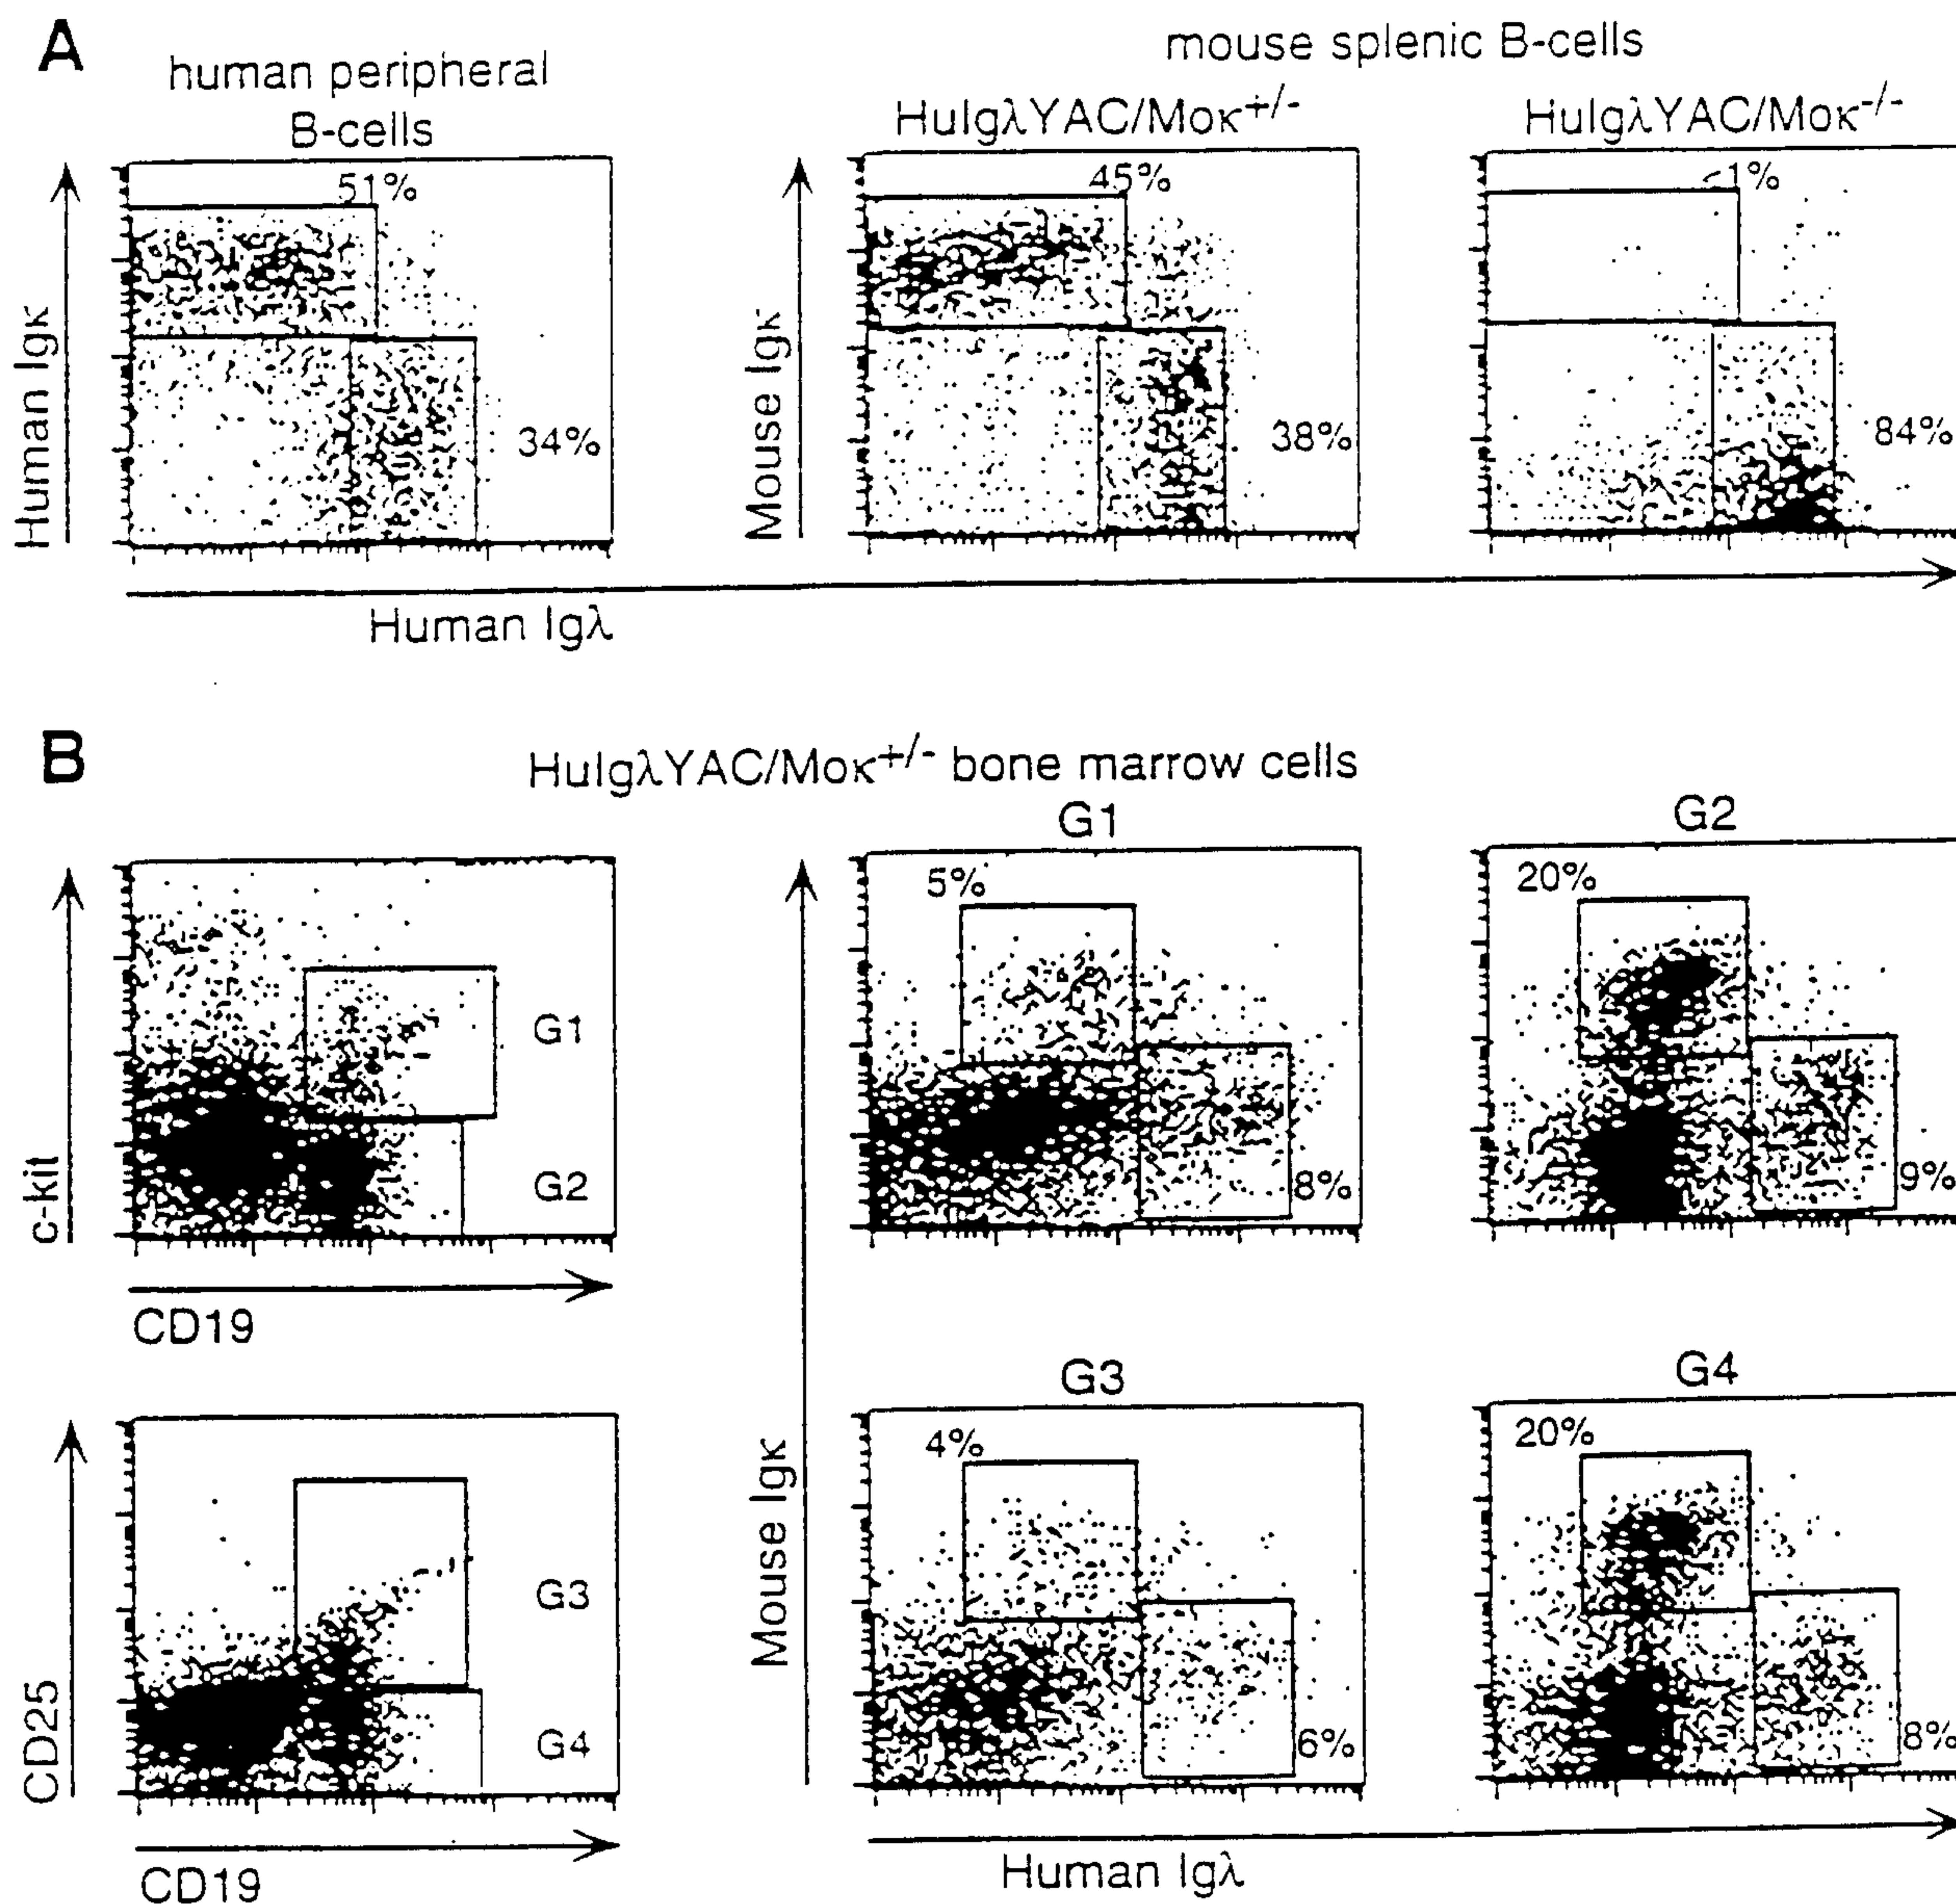 A
human peripheral
B-cells
mouse splenic B-cells
HuIgλYAC/Moκ+/-
HuIgλYAC/Moκ-/-
51%
45%
<1%
34%
38%
84%
Human Igκ
Mouse Igκ
Human Igλ
B
HuIgλYAC/Moκ+/- bone marrow cells
G1
G2
5%
20%
G1
G2
8%
9%
c-kit
CD19
G3
G4
4%
20%
G3
G4
6%
8%
CD25
Mouse Igκ
CD19
Human Igλ